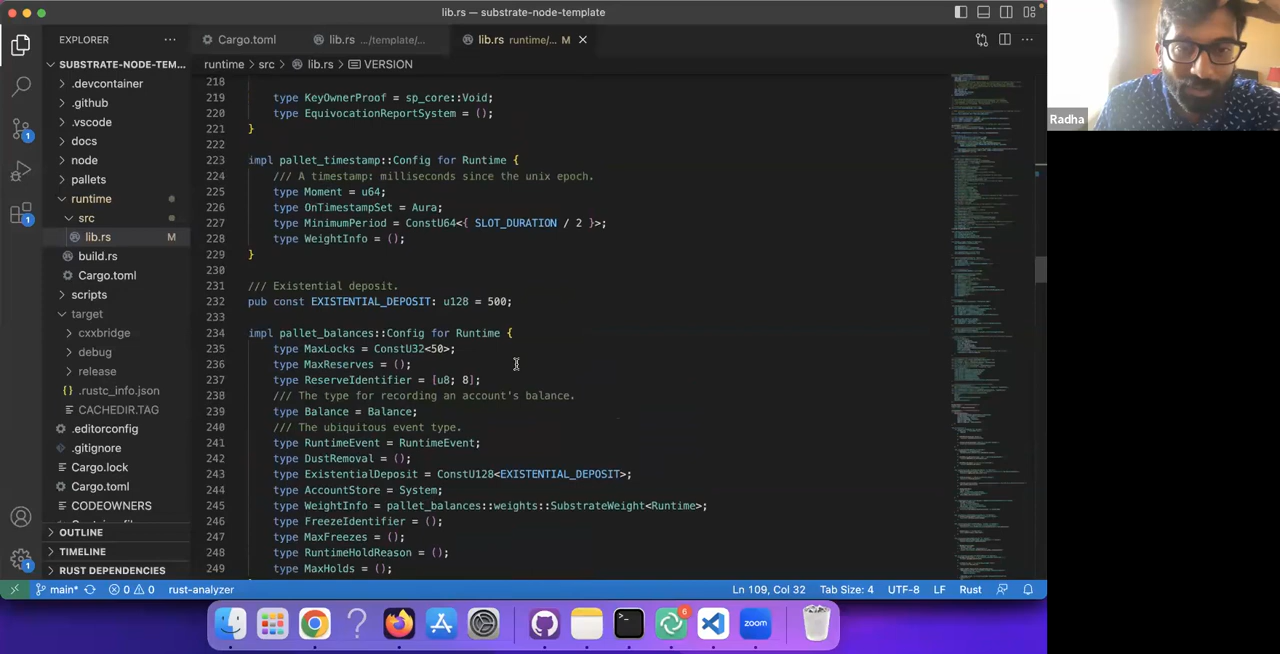 lib.rs — substrate-node-template
EXPLORER
Cargo.toml
lib.rs .../template/...
lib.rs runtime/... M
SUBSTRATE-NODE-TEM...
runtime > src > lib.rs > VERSION
.devcontainer
.github
.vscode
docs
node
pallets
runtime
src
lib.rs M
build.rs
Cargo.toml
scripts
target
cxxbridge
debug
release
.rustc_info.json
CACHEDIR.TAG
.editorconfig
.gitignore
Cargo.lock
Cargo.toml
CODEOWNERS
OUTLINE
TIMELINE
RUST DEPENDENCIES
218
219 type KeyOwnerProof = sp_core::Void;
220 type EquivocationReportSystem = ();
221 }
222
223 impl pallet_timestamp::Config for Runtime {
224 // A timestamp: milliseconds since the unix epoch.
225 type Moment = u64;
226 type OnTimestampSet = Aura;
227 type MinimumPeriod = ConstU64<{ SLOT_DURATION / 2 }>;
228 type WeightInfo = ();
229 }
230
231 /// Existential deposit.
232 pub const EXISTENTIAL_DEPOSIT: u128 = 500;
233
234 impl pallet_balances::Config for Runtime {
235 type MaxLocks = ConstU32<50>;
236 type MaxReserves = ();
237 type ReserveIdentifier = [u8; 8];
238 // The type for recording an account's balance.
239 type Balance = Balance;
240 // The ubiquitous event type.
241 type RuntimeEvent = RuntimeEvent;
242 type DustRemoval = ();
243 type ExistentialDeposit = ConstU128<EXISTENTIAL_DEPOSIT>;
244 type AccountStore = System;
245 type WeightInfo = pallet_balances::weights::SubstrateWeight<Runtime>;
246 type FreezeIdentifier = ();
247 type MaxFreezes = ();
248 type RuntimeHoldReason = ();
249 type MaxHolds = ();
Radha
1
1
1
main*
0 0
rust-analyzer
Ln 109, Col 32
Tab Size: 4
UTF-8
LF
Rust
6
zoom